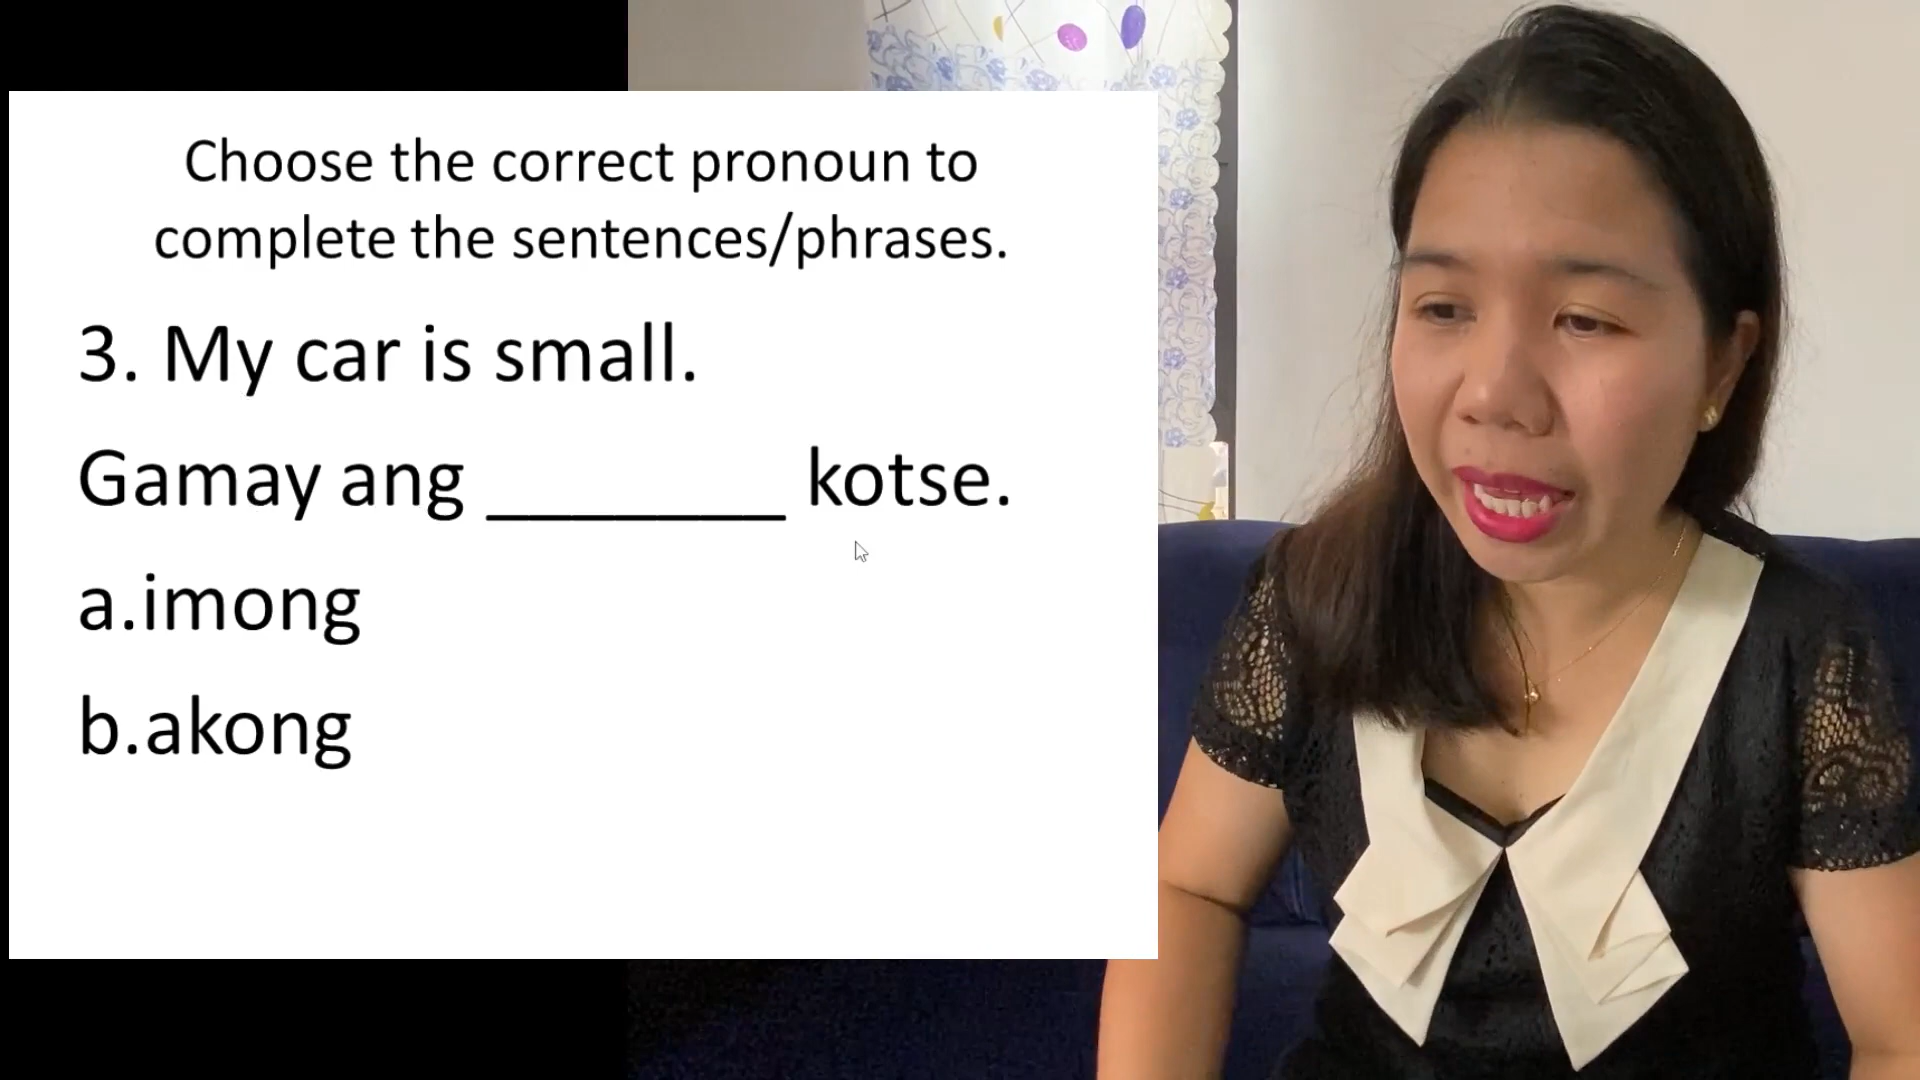 Choose the correct pronoun to
complete the sentences/phrases.
3. My car is small.
Gamay ang _______ kotse.
a.imong
b.akong